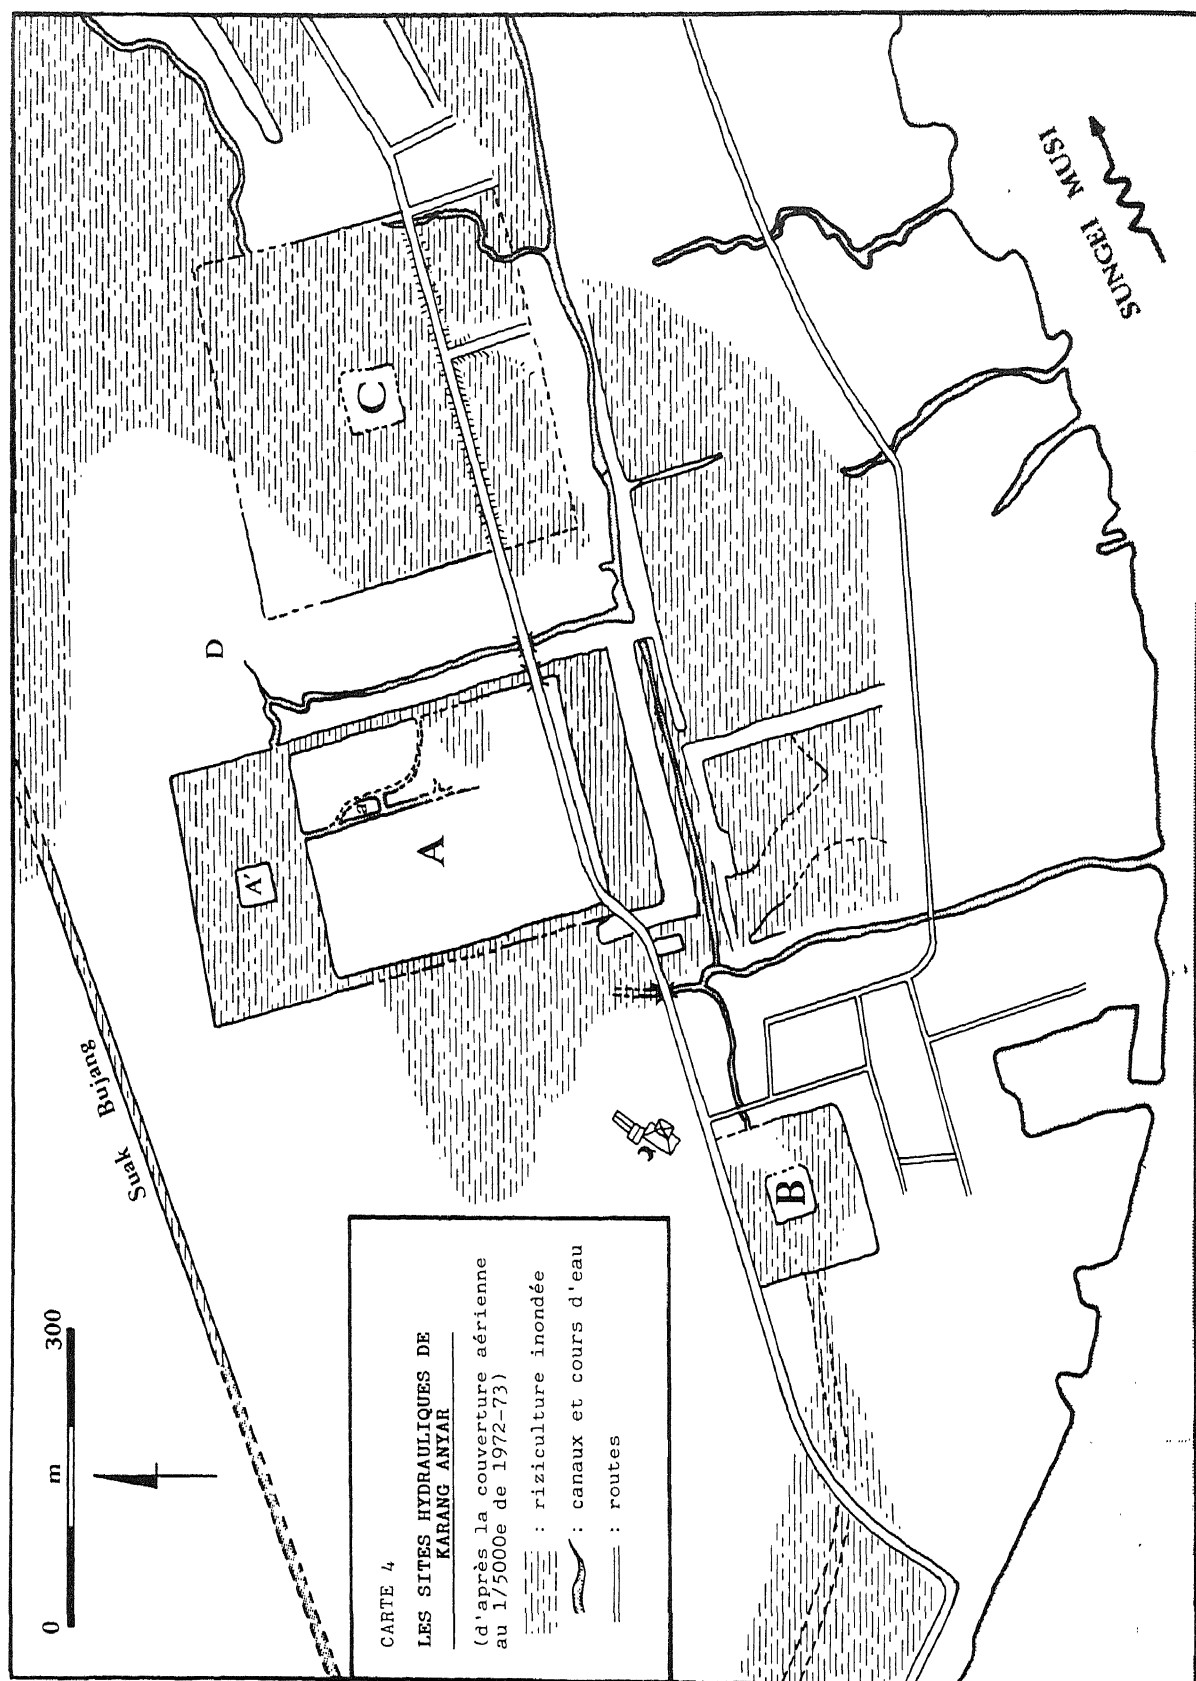 Suak Bujang
D
C
A'
a
A
B
SUNGEI MUSI
0 m 300
CARTE 4
LES SITES HYDRAULIQUES DE
KARANG ANYAR
(d'après la couverture aérienne
au 1/5000e de 1972-73)
: riziculture inondée
: canaux et cours d'eau
: routes